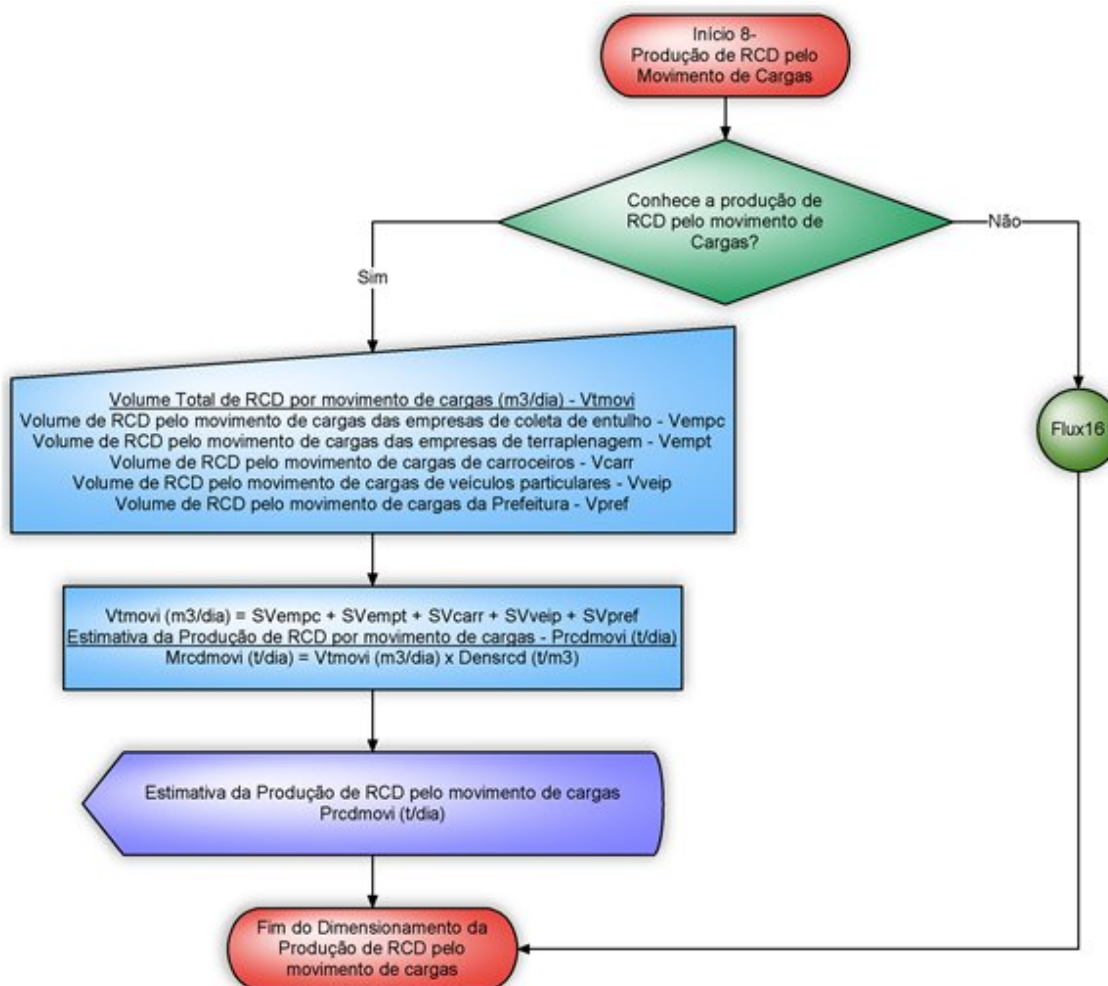 Início 8-
Produção de RCD pelo
Movimento de Cargas
Conhece a produção de
RCD pelo movimento de
Cargas?
Não
Sim
Volume Total de RCD por movimento de cargas (m3/dia) - Vtmovi
Volume de RCD pelo movimento de cargas das empresas de coleta de entulho - Vempc
Volume de RCD pelo movimento de cargas das empresas de terraplenagem - Vempt
Volume de RCD pelo movimento de cargas de carroceiros - Vcarr
Volume de RCD pelo movimento de cargas de veículos particulares - Vveip
Volume de RCD pelo movimento de cargas da Prefeitura - Vpref
Flux16
Vtmovi (m3/dia) = SVempc + SVempt + SVcarr + SVveip + SVpref
Estimativa da Produção de RCD por movimento de cargas - Prcdmovi (t/dia)
Mrcdmovi (t/dia) = Vtmovi (m3/dia) x Densrcd (t/m3)
Estimativa da Produção de RCD pelo movimento de cargas
Prcdmovi (t/dia)
Fim do Dimensionamento da
Produção de RCD pelo
movimento de cargas